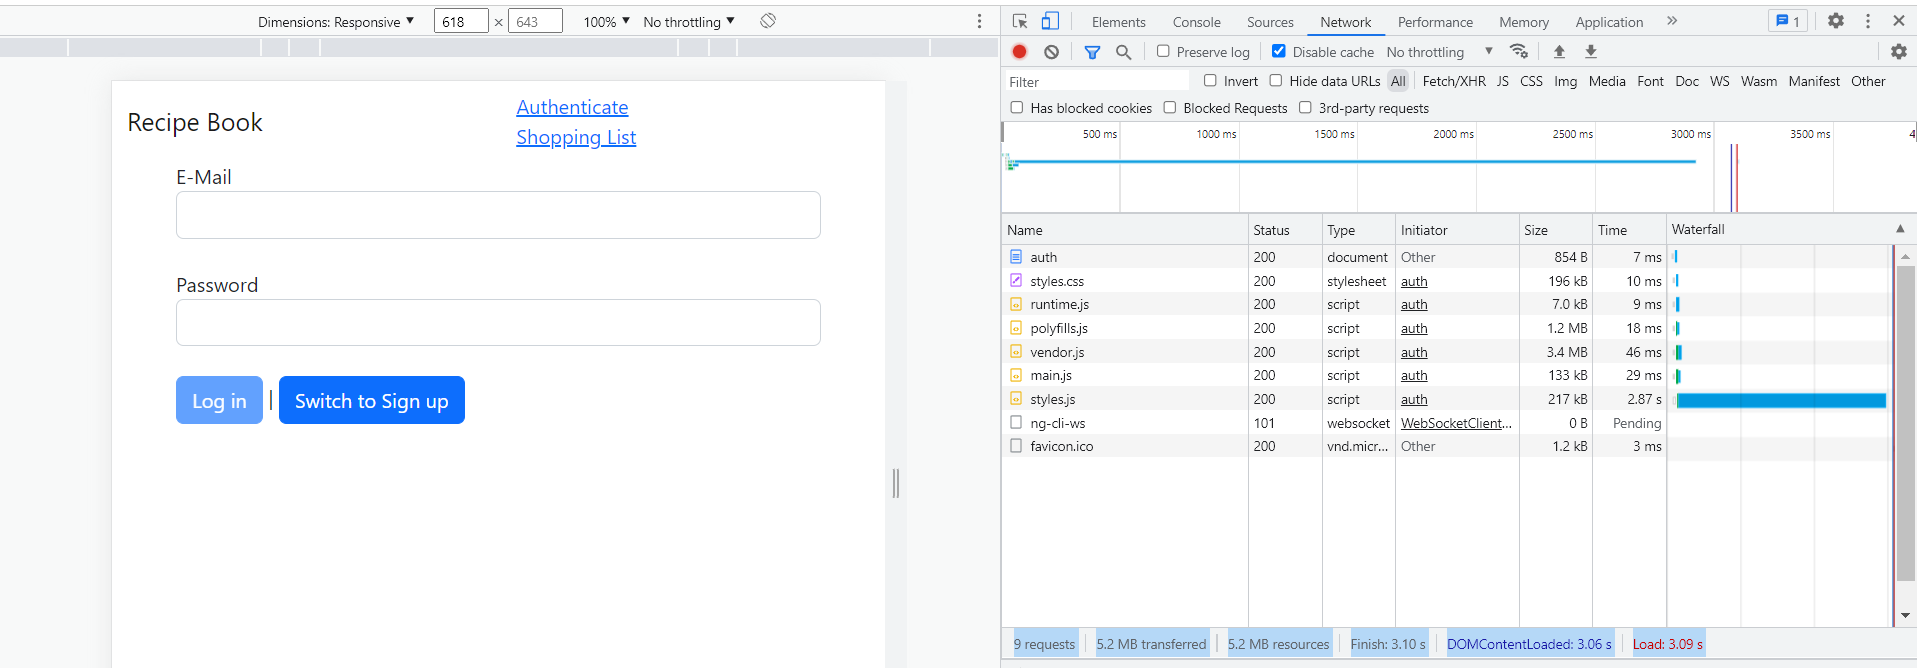 Dimensions: Responsive ▼ 618 × 643 100% ▼ No throttling ▼
Recipe Book
Authenticate
Shopping List
E-Mail
Password
Log in | Switch to Sign up
Elements Console Sources Network Performance Memory Application » 1
Preserve log Disable cache No throttling ▼
Filter Invert Hide data URLs All Fetch/XHR JS CSS Img Media Font Doc WS Wasm Manifest Other
Has blocked cookies Blocked Requests 3rd-party requests
500 ms 1000 ms 1500 ms 2000 ms 2500 ms 3000 ms 3500 ms 4
Name Status Type Initiator Size Time Waterfall ▲
auth 200 document Other 854 B 7 ms
styles.css 200 stylesheet auth 196 kB 10 ms
runtime.js 200 script auth 7.0 kB 9 ms
polyfills.js 200 script auth 1.2 MB 18 ms
vendor.js 200 script auth 3.4 MB 46 ms
main.js 200 script auth 133 kB 29 ms
styles.js 200 script auth 217 kB 2.87 s
ng-cli-ws 101 websocket WebSocketClient... 0 B Pending
favicon.ico 200 vnd.micr... Other 1.2 kB 3 ms
9 requests 5.2 MB transferred 5.2 MB resources Finish: 3.10 s DOMContentLoaded: 3.06 s Load: 3.09 s